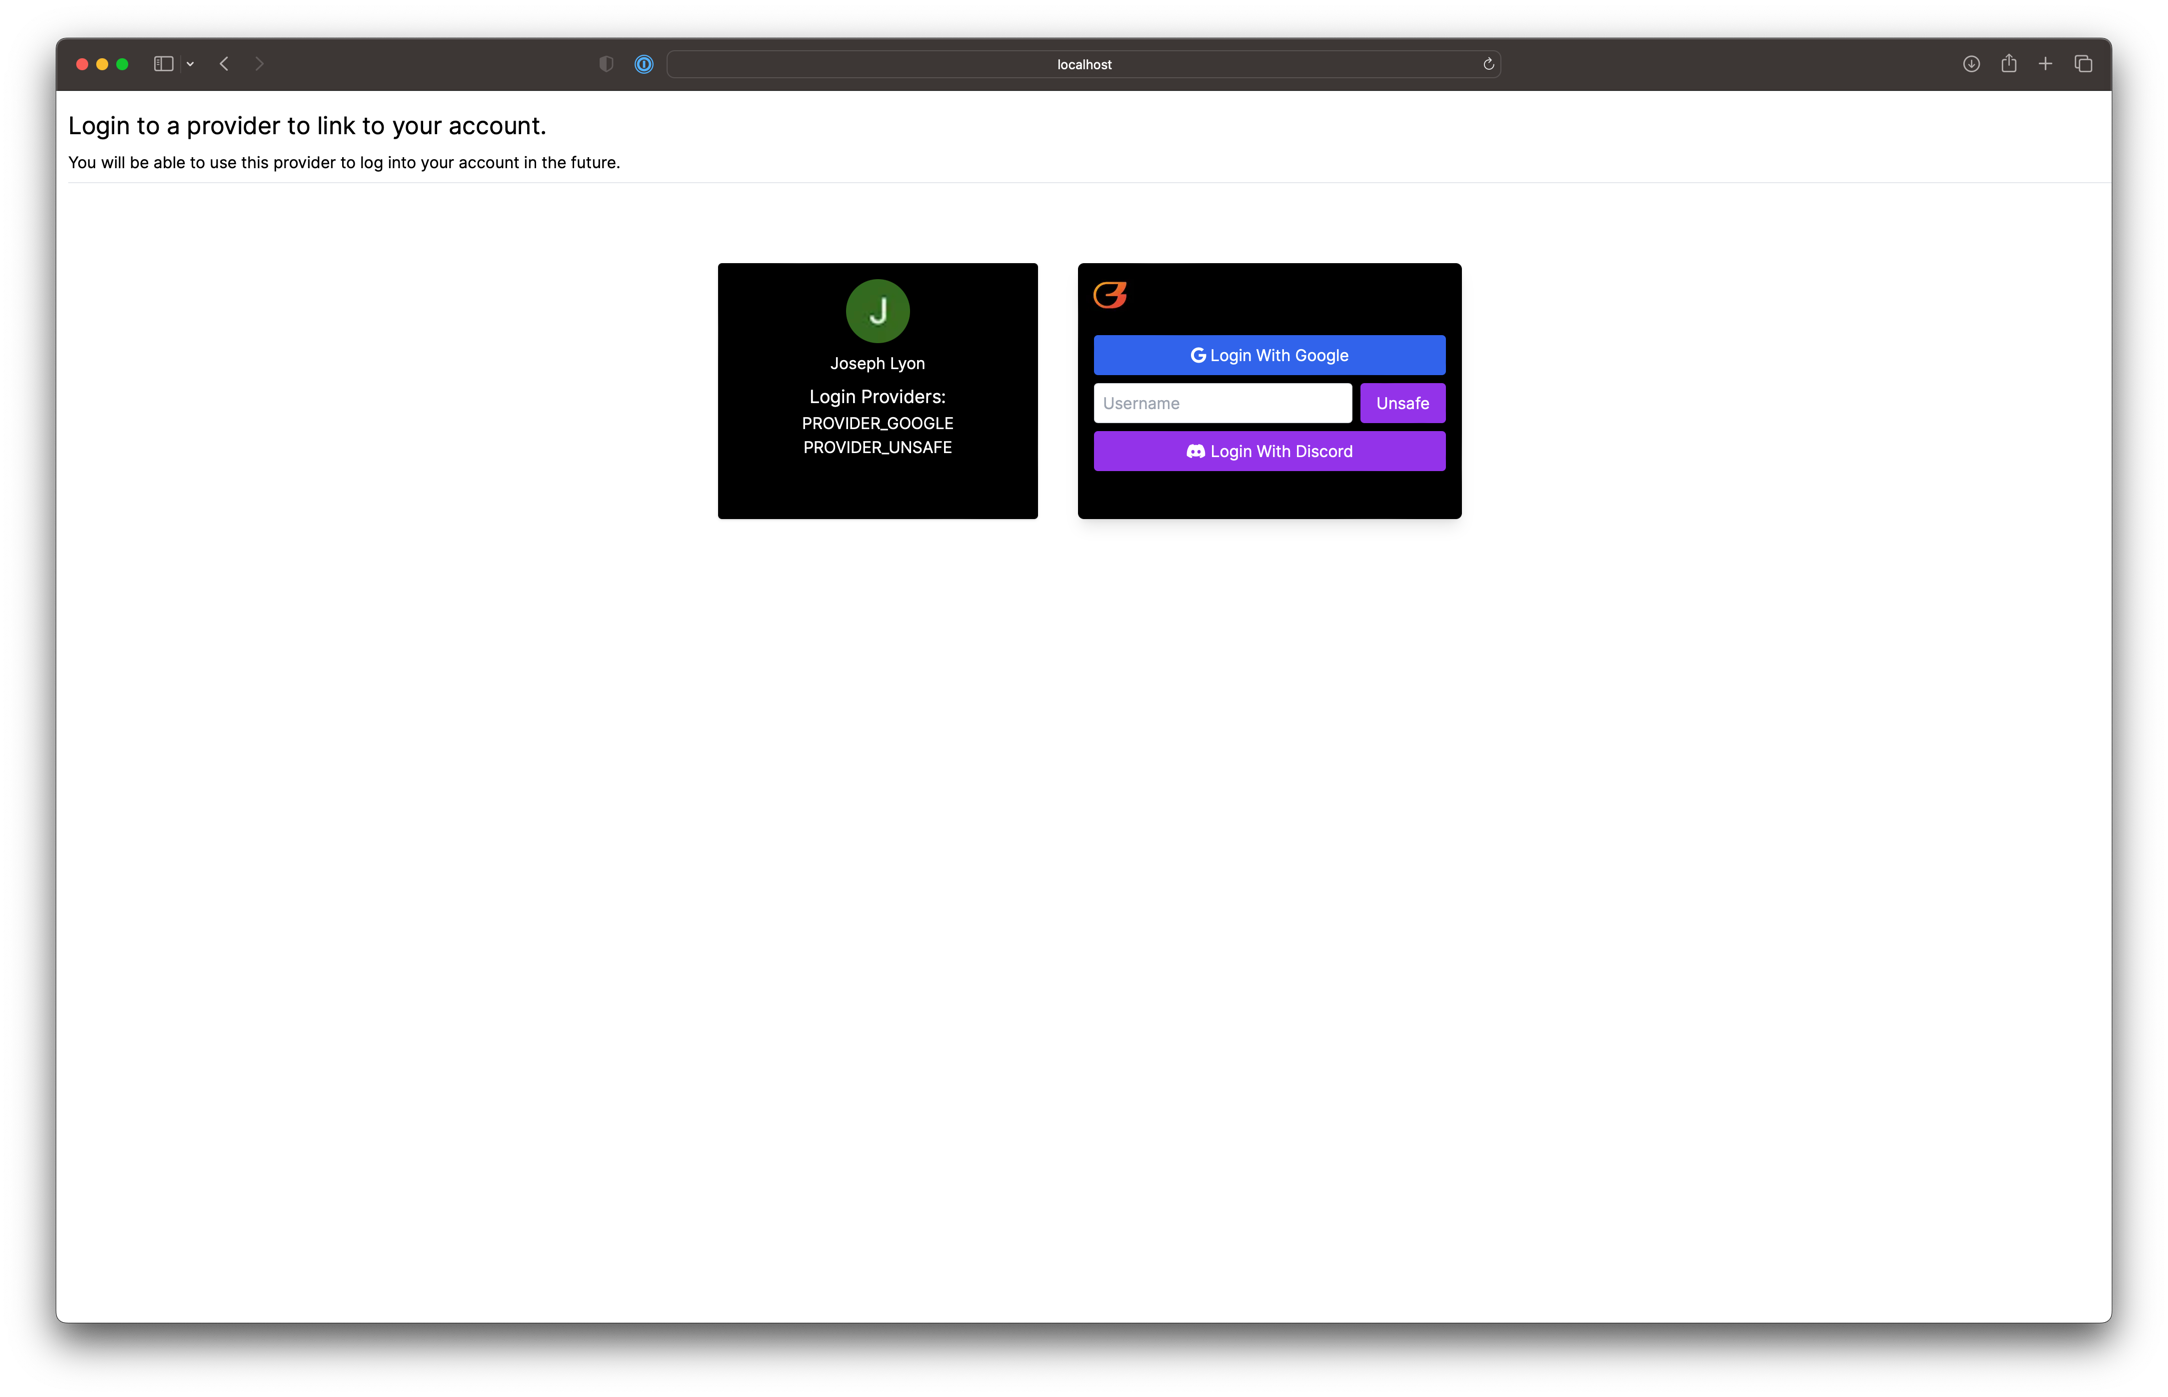 localhost
Login to a provider to link to your account.
You will be able to use this provider to log into your account in the future.
J
Joseph Lyon
Login Providers:
PROVIDER_GOOGLE
PROVIDER_UNSAFE
Login With Google
Username
Unsafe
Login With Discord